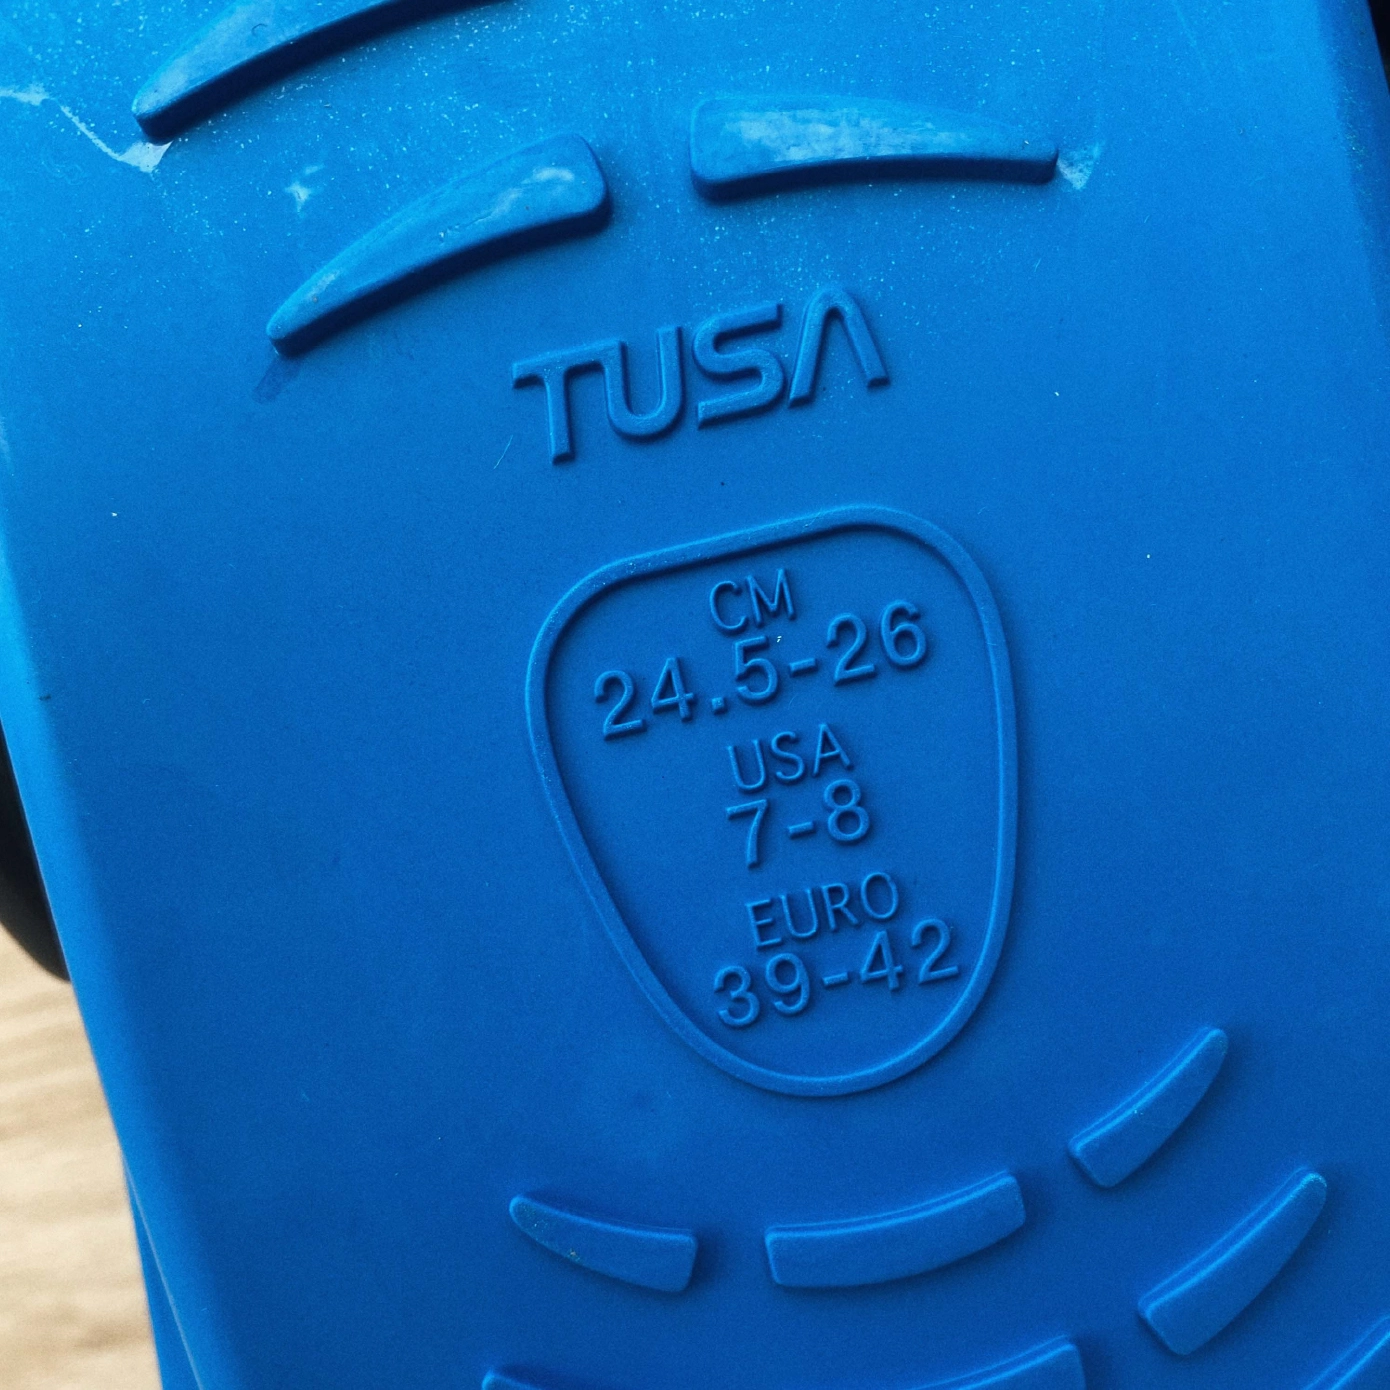 TUSA
CM
24.5-26
USA
7-8
EURO
39-42